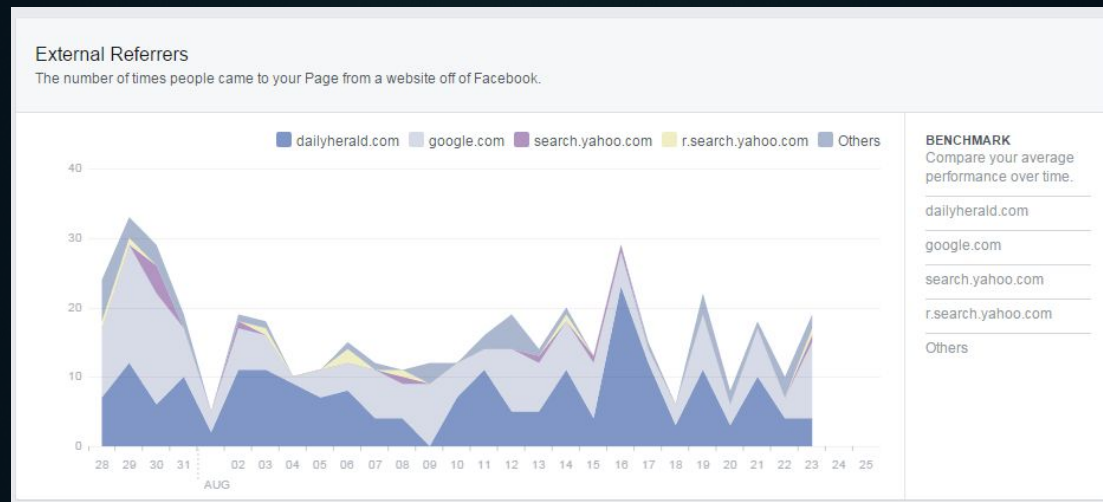 External Referrers
The number of times people came to your Page from a website off of Facebook.
dailyherald.com google.com search.yahoo.com r.search.yahoo.com Others
40
30
20
10
0
28 29 30 31 02 03 04 05 06 07 08 09 10 11 12 13 14 15 16 17 18 19 20 21 22 23 24 25
AUG
BENCHMARK
Compare your average
performance over time.
dailyherald.com
google.com
search.yahoo.com
r.search.yahoo.com
Others